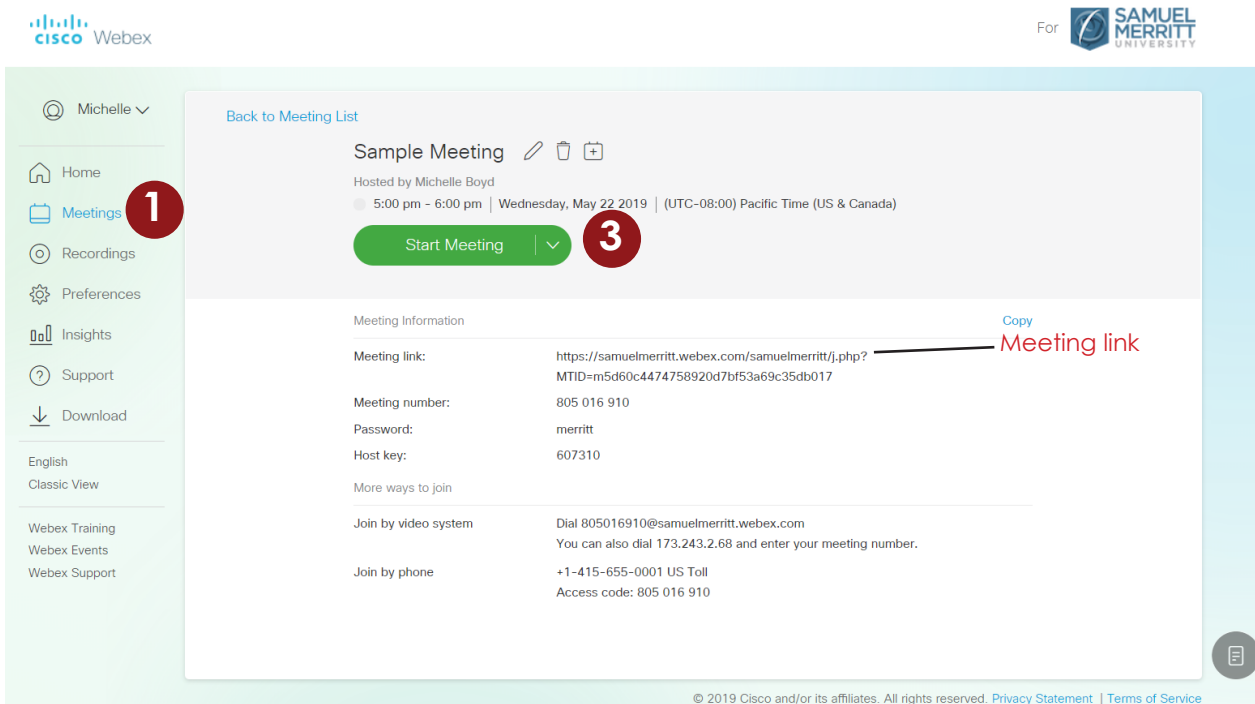 CISCO Webex
For
SAMUEL
MERRITT
UNIVERSITY
Michelle
Home
Meetings
1
Recordings
Preferences
Insights
Support
Download
English
Classic View
Webex Training
Webex Events
Webex Support
Back to Meeting List
Sample Meeting
Hosted by Michelle Boyd
5:00 pm - 6:00 pm | Wednesday, May 22 2019 | (UTC-08:00) Pacific Time (US & Canada)
Start Meeting
3
Meeting Information
Copy
Meeting link
Meeting link:
https://samuelmerritt.webex.com/samuelmerritt/j.php?
MTID=m5d60c4474758920d7bf53a69c35db017
Meeting number:
805 016 910
Password:
merritt
Host key:
607310
More ways to join
Join by video system
Dial 805016910@samuelmerritt.webex.com
You can also dial 173.243.2.68 and enter your meeting number.
Join by phone
+1-415-655-0001 US Toll
Access code: 805 016 910
© 2019 Cisco and/or its affiliates. All rights reserved. Privacy Statement | Terms of Service